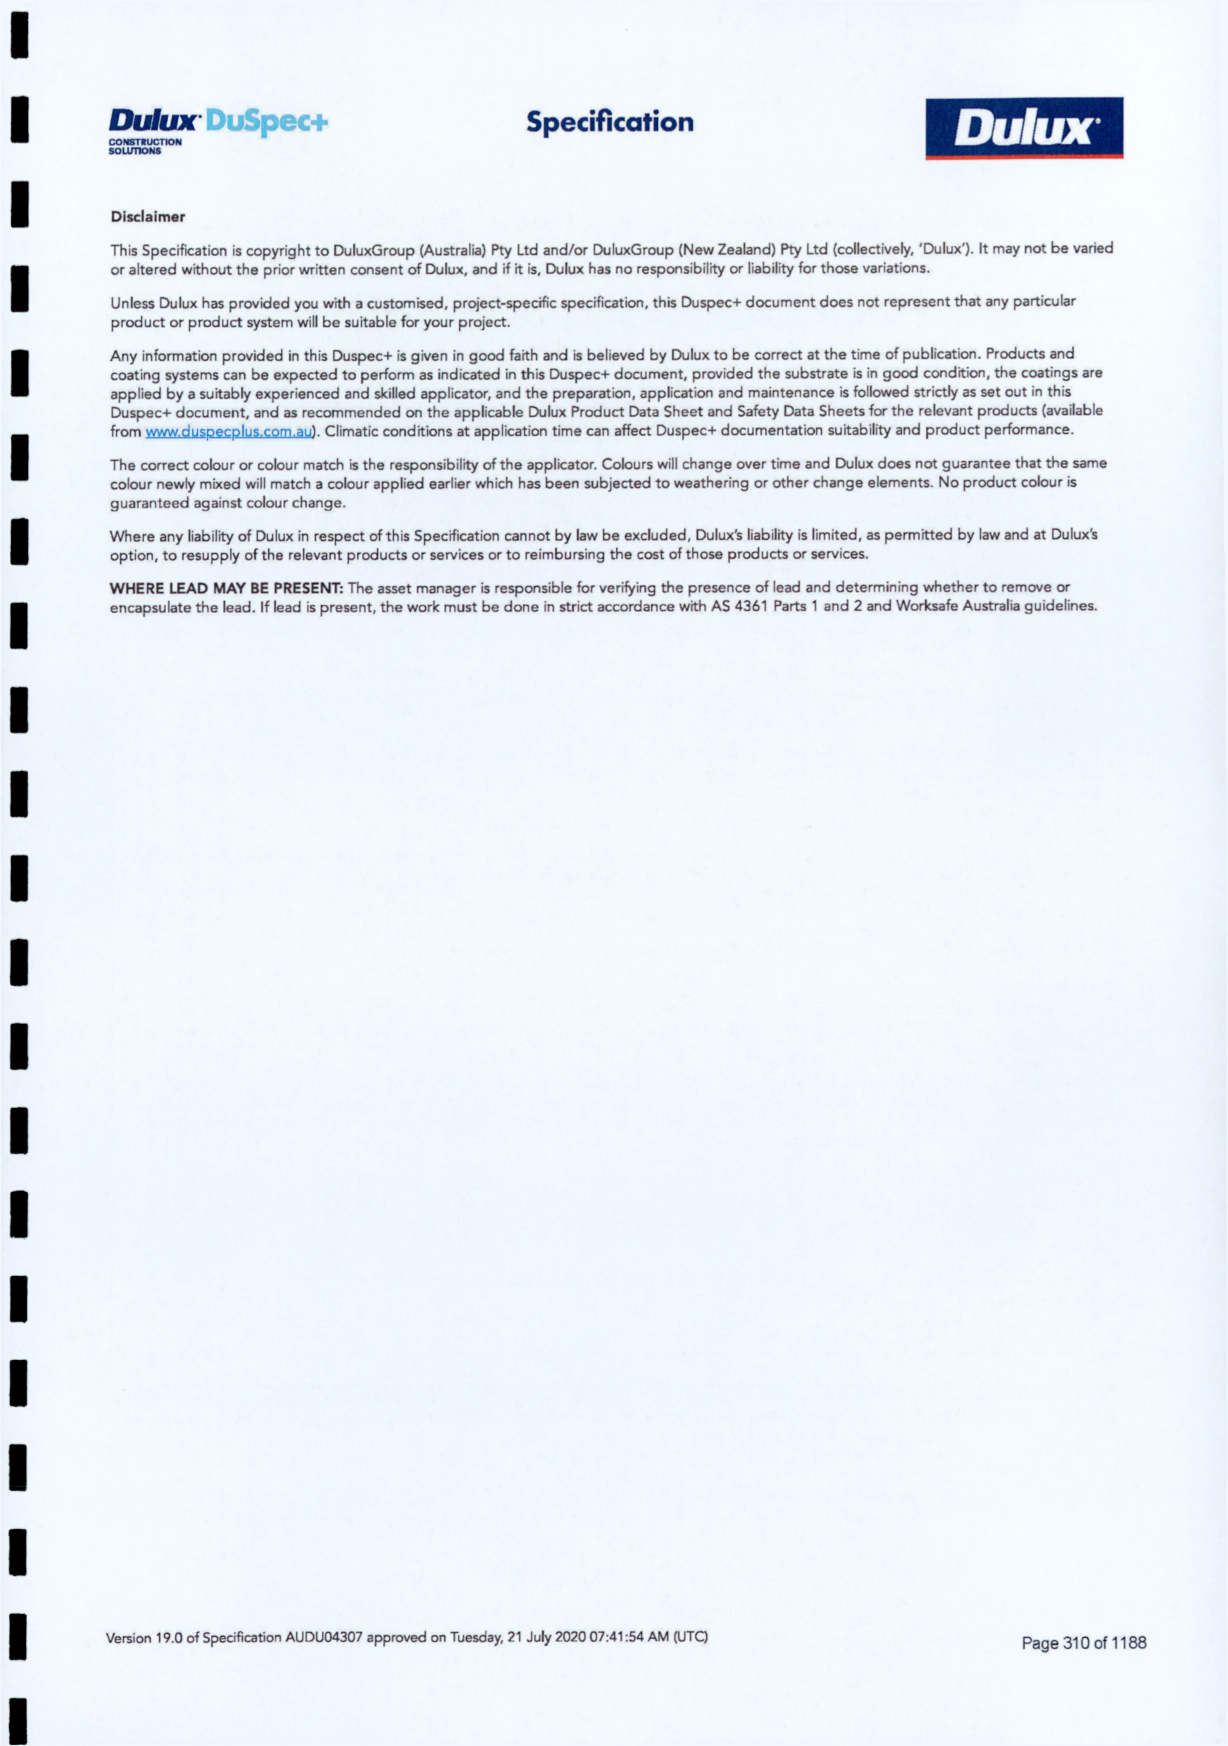 Dulux DuSpec+
CONSTRUCTION
SOLUTIONS
Specification
Dulux
Disclaimer
This Specification is copyright to DuluxGroup (Australia) Pty Ltd and/or DuluxGroup (New Zealand) Pty Ltd (collectively, 'Dulux'). It may not be varied
or altered without the prior written consent of Dulux, and if it is, Dulux has no responsibility or liability for those variations.
Unless Dulux has provided you with a customised, project-specific specification, this Duspec+ document does not represent that any particular
product or product system will be suitable for your project.
Any information provided in this Duspec+ is given in good faith and is believed by Dulux to be correct at the time of publication. Products and
coating systems can be expected to perform as indicated in this Duspec+ document, provided the substrate is in good condition, the coatings are
applied by a suitably experienced and skilled applicator, and the preparation, application and maintenance is followed strictly as set out in this
Duspec+ document, and as recommended on the applicable Dulux Product Data Sheet and Safety Data Sheets for the relevant products (available
from www.duspecplus.com.au). Climatic conditions at application time can affect Duspec+ documentation suitability and product performance.
The correct colour or colour match is the responsibility of the applicator. Colours will change over time and Dulux does not guarantee that the same
colour newly mixed will match a colour applied earlier which has been subjected to weathering or other change elements. No product colour is
guaranteed against colour change.
Where any liability of Dulux in respect of this Specification cannot by law be excluded, Dulux's liability is limited, as permitted by law and at Dulux's
option, to resupply of the relevant products or services or to reimbursing the cost of those products or services.
WHERE LEAD MAY BE PRESENT: The asset manager is responsible for verifying the presence of lead and determining whether to remove or
encapsulate the lead. If lead is present, the work must be done in strict accordance with AS 4361 Parts 1 and 2 and Worksafe Australia guidelines.
Version 19.0 of Specification AUDU04307 approved on Tuesday, 21 July 2020 07:41:54 AM (UTC)
Page 310 of 1188